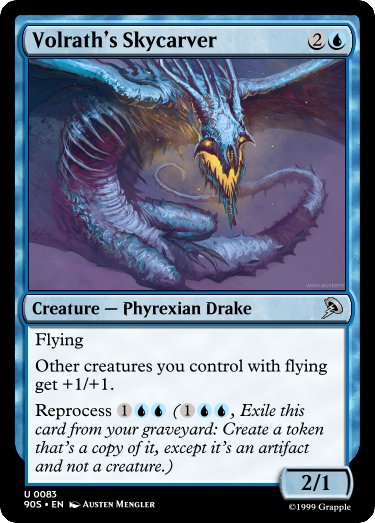 Volrath's Skycarver 2
www.austenm
Creature — Phyrexian Drake
Flying
Other creatures you control with flying
get +1/+1.
Reprocess 1 (1, Exile this
card from your graveyard: Create a token
that's a copy of it, except it's an artifact
and not a creature.)
2/1
U 0083
90S • EN Austen Mengler
©1999 Grapple